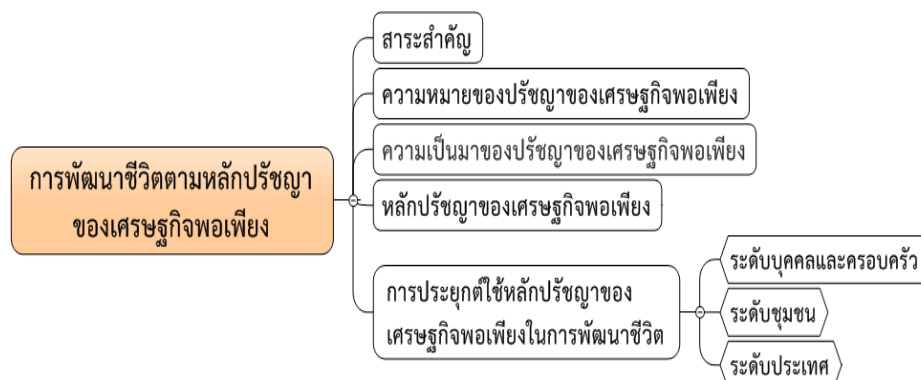 สาระสำคัญ
ความหมายของปรัชญาของเศรษฐกิจพอเพียง
ความเป็นมาของปรัชญาของเศรษฐกิจพอเพียง
การพัฒนาชีวิตตามหลักปรัชญา
ของเศรษฐกิจพอเพียง
หลักปรัชญาของเศรษฐกิจพอเพียง
การประยุกต์ใช้หลักปรัชญาของ
เศรษฐกิจพอเพียงในการพัฒนาชีวิต
ระดับบุคคลและครอบครัว
ระดับชุมชน
ระดับประเทศ